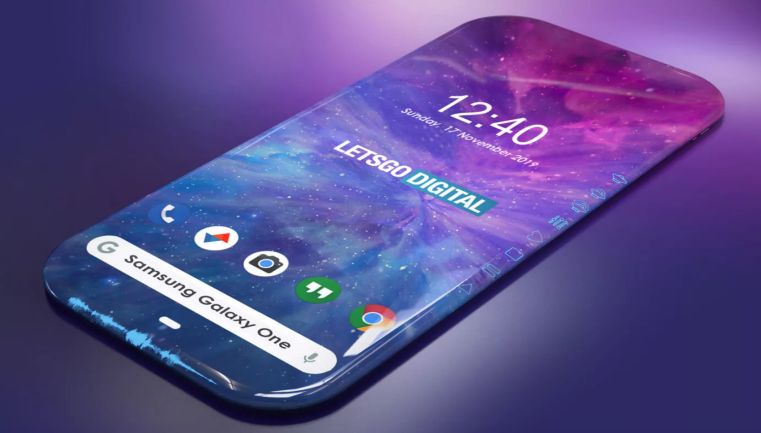 12:40
Sunday, 17 November 2019
LETSGO DIGITAL
G Samsung Galaxy One